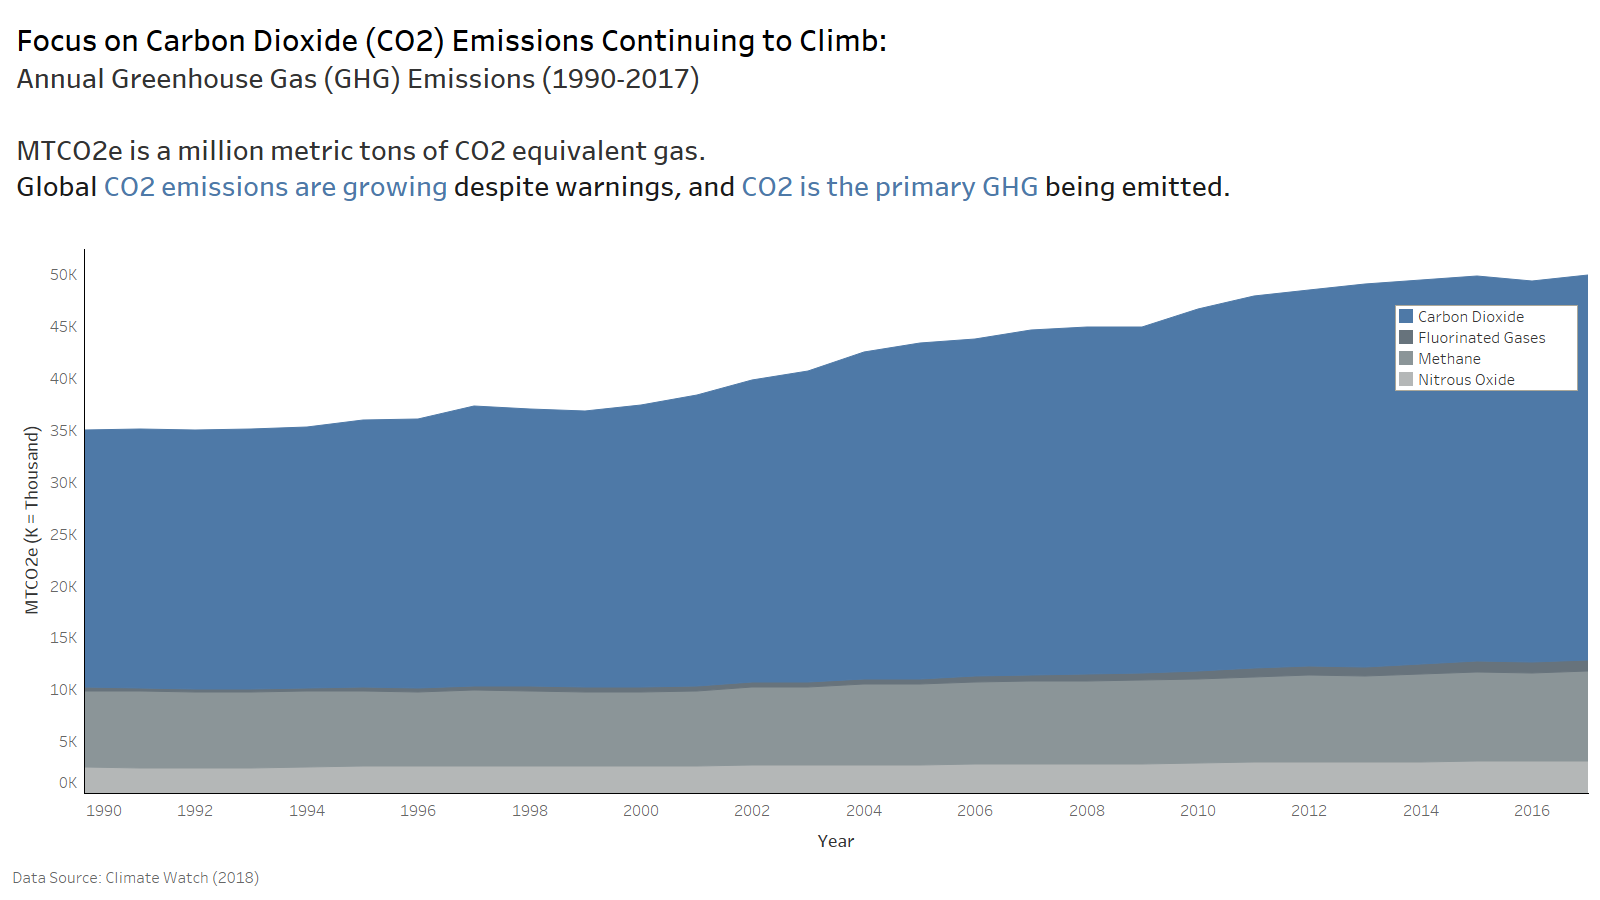 Focus on Carbon Dioxide (CO2) Emissions Continuing to Climb:
Annual Greenhouse Gas (GHG) Emissions (1990-2017)
MTCO2e is a million metric tons of CO2 equivalent gas.
Global CO2 emissions are growing despite warnings, and CO2 is the primary GHG being emitted.
50K
45K
40K
35K
30K
25K
20K
15K
10K
5K
0K
MTCO2e (K = Thousand)
Carbon Dioxide
Fluorinated Gases
Methane
Nitrous Oxide
1990 1992 1994 1996 1998 2000 2002 2004 2006 2008 2010 2012 2014 2016
Year
Data Source: Climate Watch (2018)